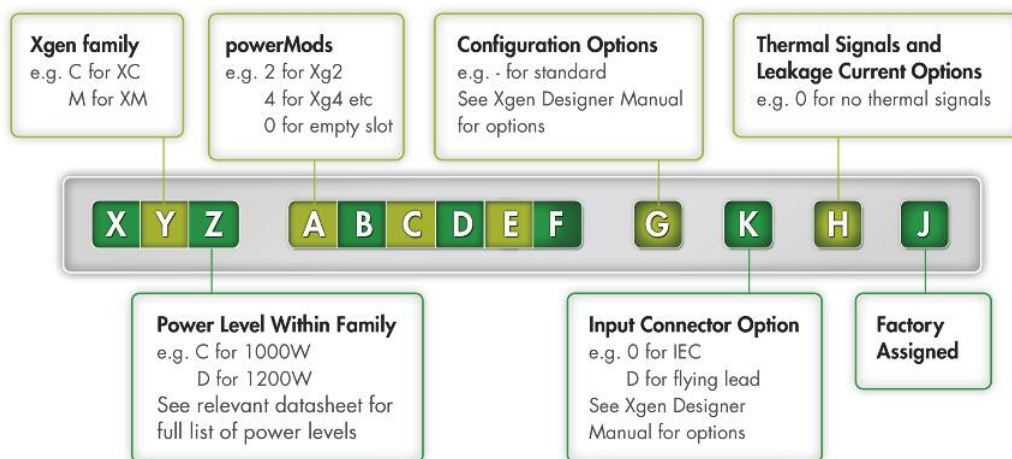 Xgen family
e.g. C for XC
M for XM
powerMods
e.g. 2 for Xg2
4 for Xg4 etc
0 for empty slot
Configuration Options
e.g. - for standard
See Xgen Designer Manual
for options
Thermal Signals and
Leakage Current Options
e.g. 0 for no thermal signals
X Y Z A B C D E F G K H J
Power Level Within Family
e.g. C for 1000W
D for 1200W
See relevant datasheet for
full list of power levels
Input Connector Option
e.g. 0 for IEC
D for flying lead
See Xgen Designer
Manual for options
Factory
Assigned